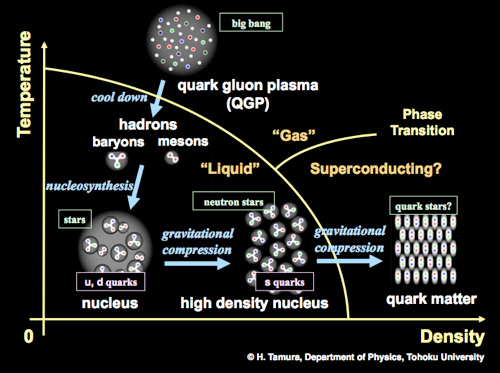 big bang
Temperature
quark gluon plasma
(QGP)
cool down
hadrons
baryons
mesons
Phase
Transition
"Gas"
"Liquid"
Superconducting?
nucleosynthesis
neutron stars
quark stars?
stars
gravitational
compression
gravitational
compression
u, d quarks
s quarks
nucleus
high density nucleus
quark matter
0
Density
© H. Tamura, Department of Physics, Tohoku University